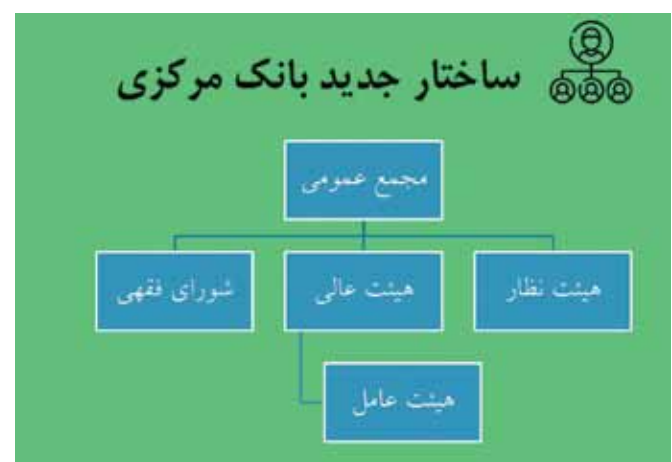 ساختار جدید بانک مرکزی
مجمع عمومی
هیئت نظار
هیئت عالی
شورای فقهی
هیئت عامل